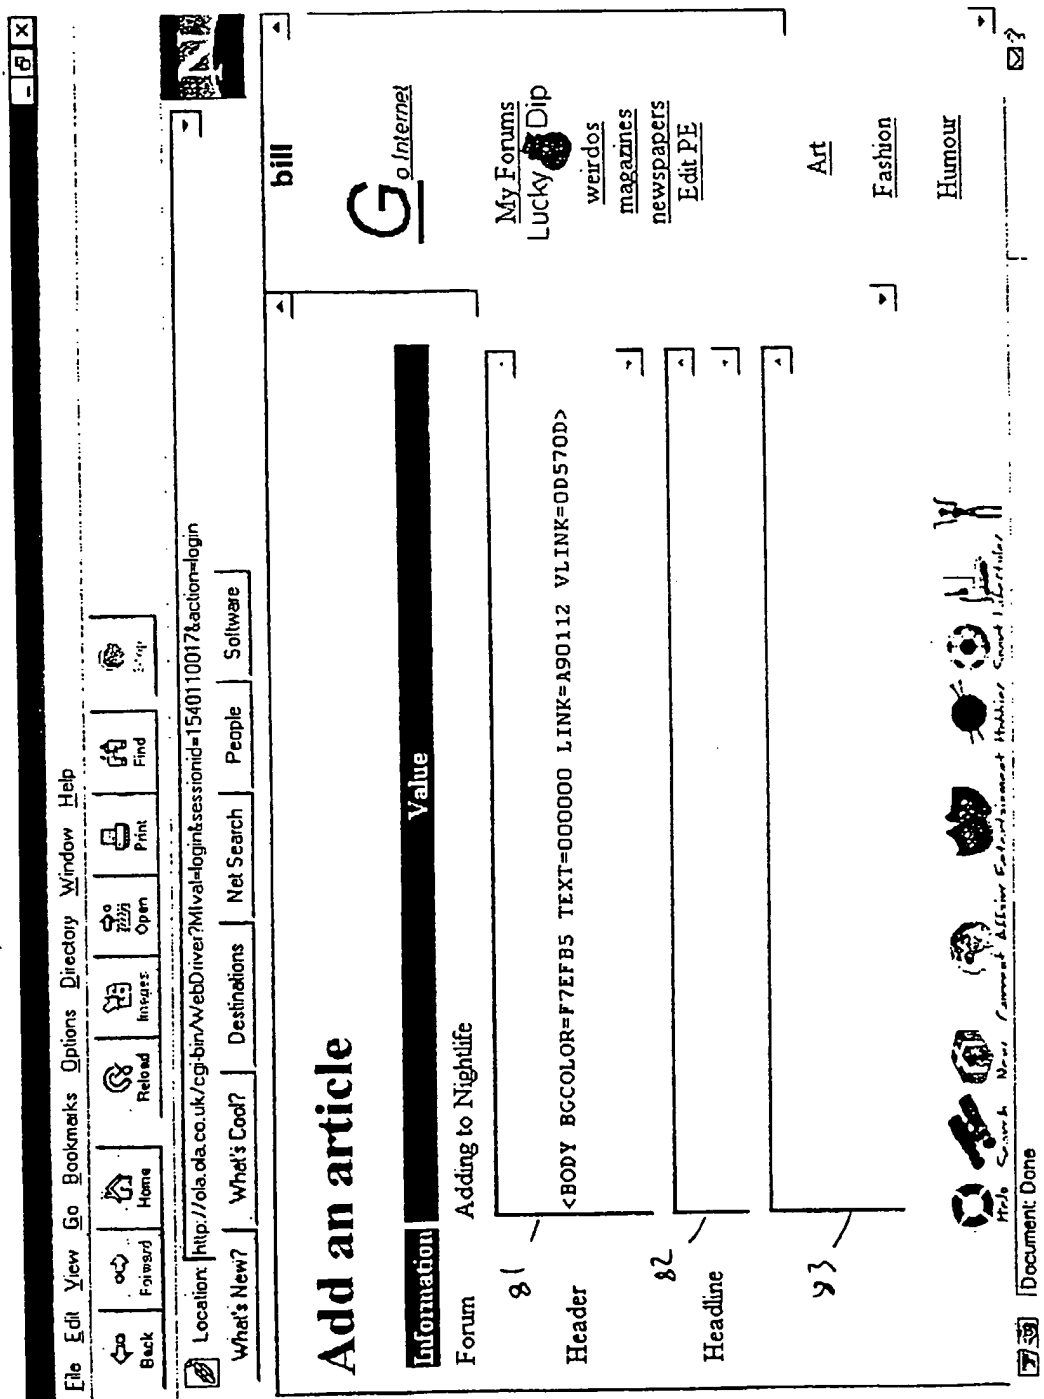 File Edit View Go Bookmarks Options Directory Window Help
Back Forward Home Reload Images Open Print Find Stop
Location: http://ola.ola.co.uk/cgi-bin/WebDriver?MIval=login&sessionid=1540110017&action=login
What's New? What's Cool? Destinations Net Search People Software
Add an article
Information Value
Forum Adding to Nightlife
81
Header <BODY BGCOLOR=F7EFB5 TEXT=000000 LINK=A90112 VLINK=0D570D>
82
Headline
83
bill
Go Internet
My Forums
Lucky Dip
weirdos
magazines
newspapers
Edit PE
Art
Fashion
Humour
Help Search News Current Affairs Entertainment Hobbies Sport Lifestyles
Document: Done
?